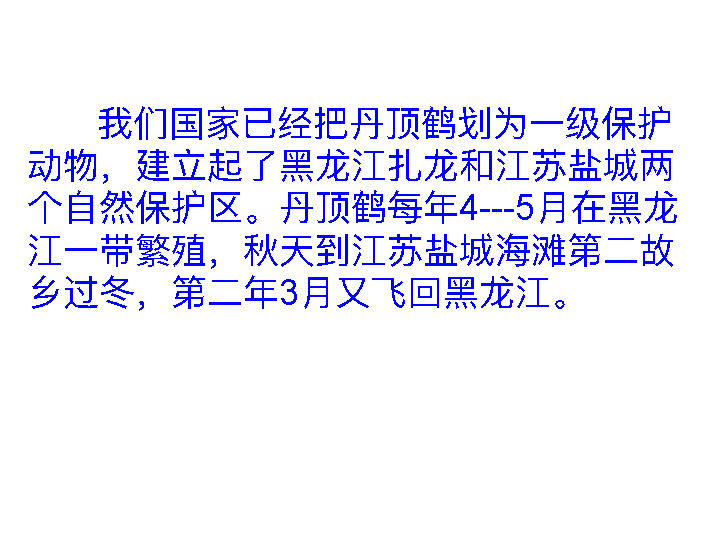 我们国家已经把丹顶鹤划为一级保护
动物，建立起了黑龙江扎龙和江苏盐城两
个自然保护区。丹顶鹤每年4---5月在黑龙
江一带繁殖，秋天到江苏盐城海滩第二故
乡过冬，第二年3月又飞回黑龙江。